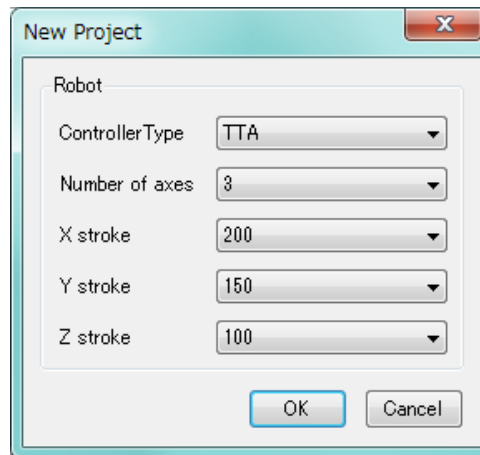 New Project
Robot
ControllerType TTA
Number of axes 3
X stroke 200
Y stroke 150
Z stroke 100
OK Cancel